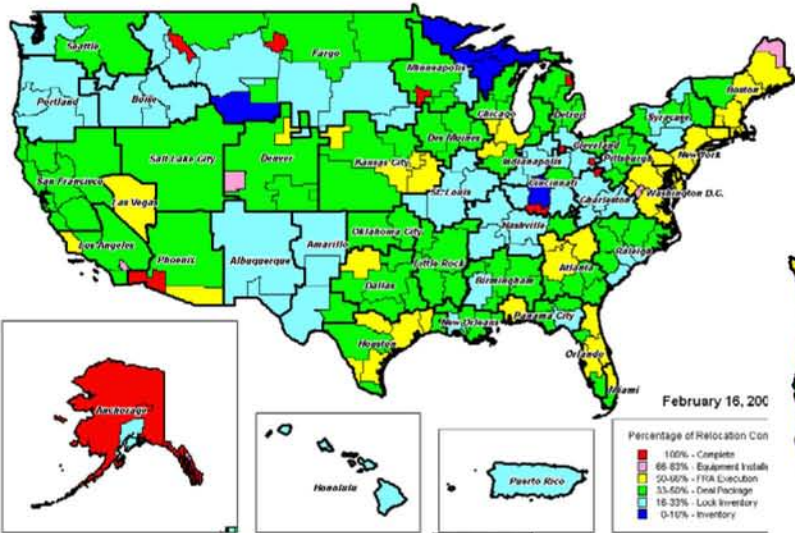 Seattle
Fargo
Minneapolis
Portland
Boise
Boston
Syracuse
Chicago
Detroit
Des Moines
Cleveland
Pittsburgh
New York
Salt Lake City
Denver
Kansas City
Indianapolis
Cincinnati
Washington D.C.
San Francisco
St. Louis
Charleston
Las Vegas
Nashville
Oklahoma City
Raleigh
Los Angeles
Phoenix
Albuquerque
Amarillo
Little Rock
Atlanta
Dallas
Birmingham
New Orleans
Panama City
Houston
Orlando
Miami
February 16, 200
Anchorage
Honolulu
Puerto Rico
Percentage of Relocation Con
100% - Complete
66-83% - Equipment Installe
50-66% - FRA Execution
33-50% - Deal Package
16-33% - Lock Inventory
0-16% - Inventory